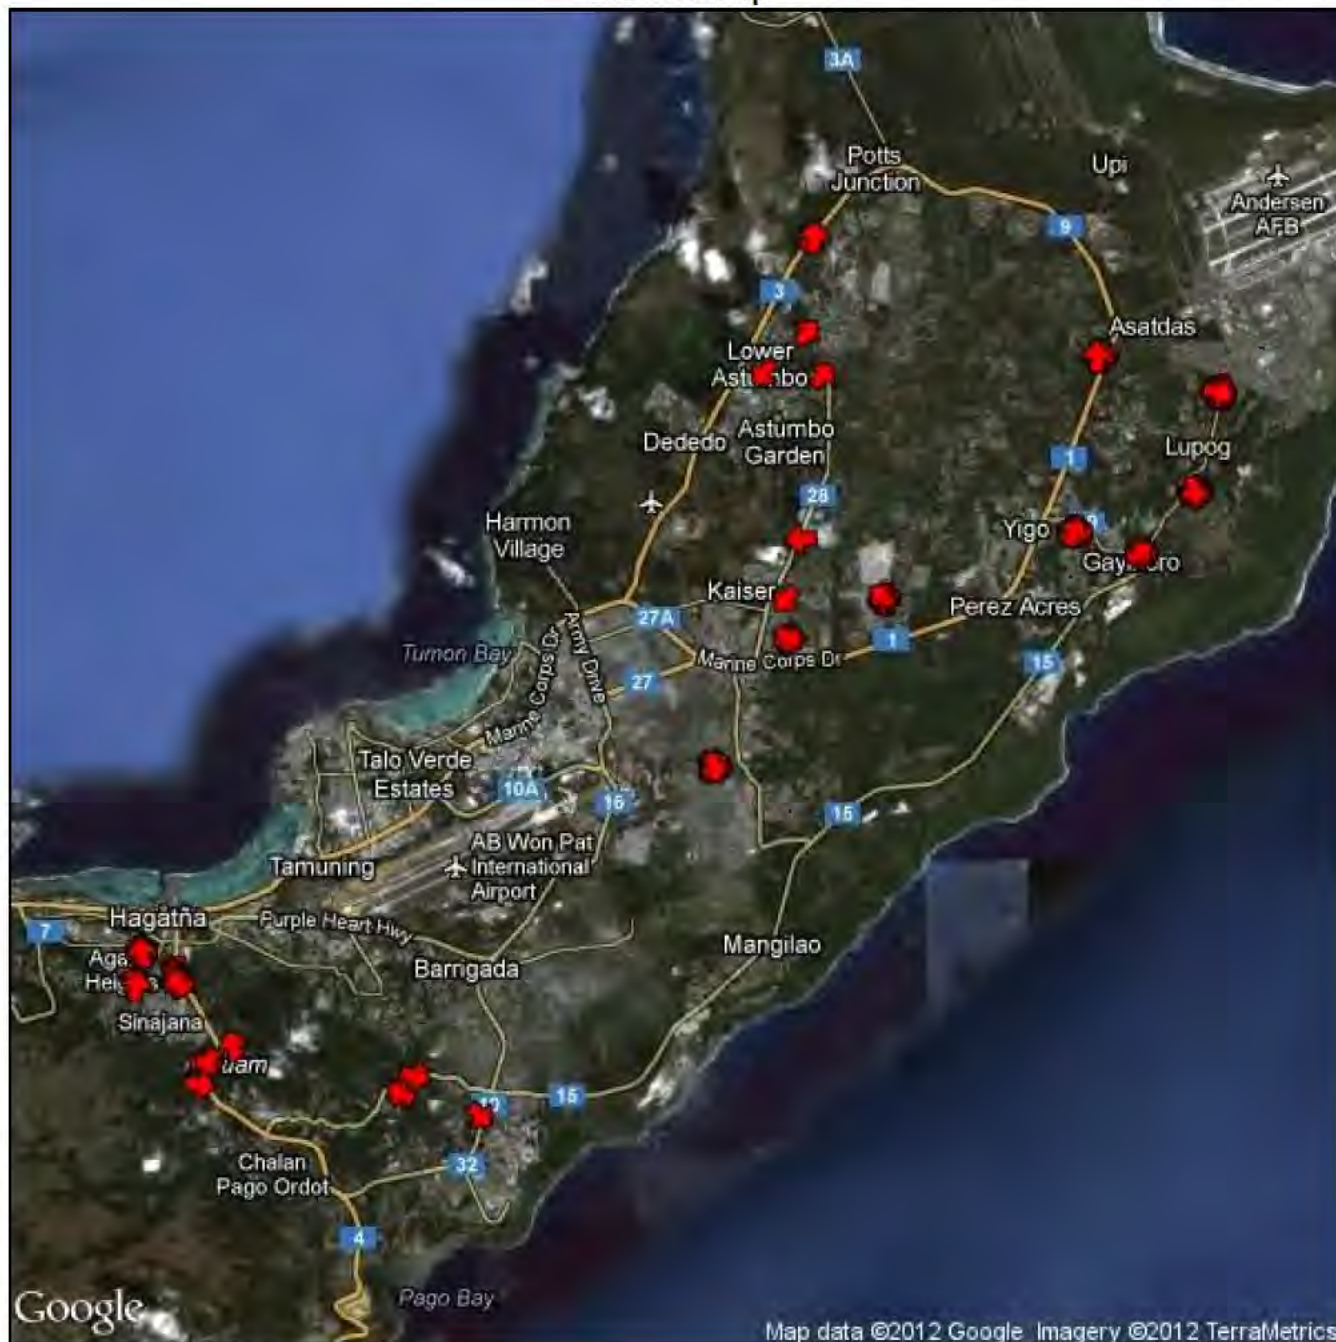 3A
Potts
Junction
Upi
Andersen
AFB
9
3
Asatdas
Lower
Astumbo
Dededo
Astumbo
Garden
Lupog
1
28
Harmon
Village
Yigo
Kaiser
Perez Acres
27A
Army Drive
1
Tumon Bay
Marine Corps Dr
Marine Corps Dr
15
27
Talo Verde
Estates
10A
16
15
AB Won Pat
International
Airport
Tamuning
Hagåtña
Purple Heart Hwy
7
Mangilao
Barrigada
Sinajana
15
10
32
Chalan
Pago Ordot
4
Pago Bay
Google
Map data ©2012 Google Imagery ©2012 TerraMetrics